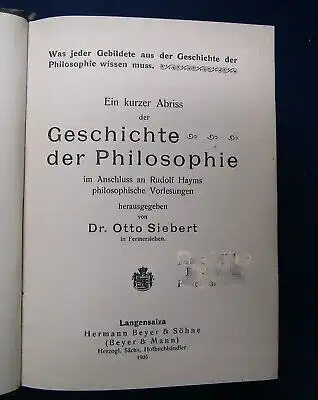 Was jeder Gebildete aus der Geschichte der
Philosophie wissen muss.
Ein kurzer Abriss
der
Geschichte
der Philosophie
im Anschluss an Rudolf Hayms
philosophische Vorlesungen
herausgegeben
von
Dr. Otto Siebert
in Fermersleben.
Langensalza
Hermann Beyer & Söhne
(Beyer & Mann)
Herzogl. Sächs. Hofbuchhändler
1905